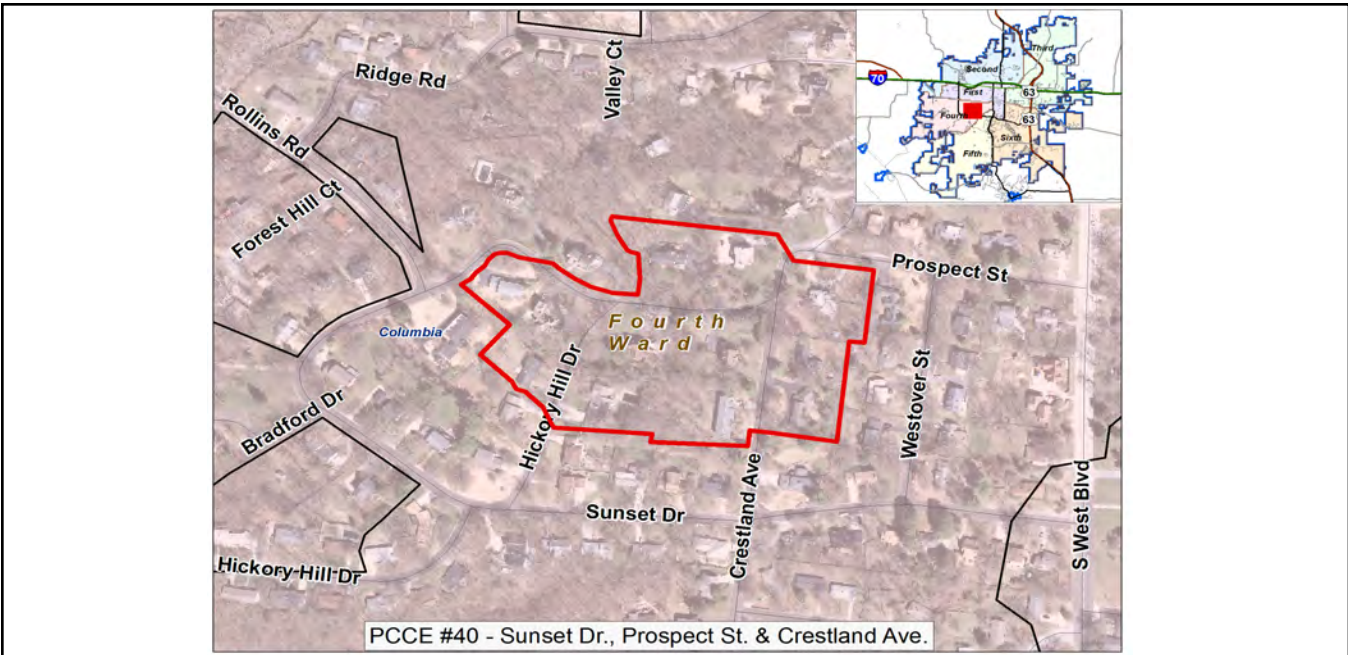 Ridge Rd
Valley Ct
Rollins Rd
Forest Hill Ct
Second
Third
70
First
63
Fourth
63
Sixth
Fifth
Prospect St
Columbia
Fourth
Ward
Hickory Hill Dr
Westover St
Bradford Dr
Crestland Ave
Sunset Dr
S West Blvd
Hickory Hill Dr
PCCE #40 - Sunset Dr., Prospect St. & Crestland Ave.